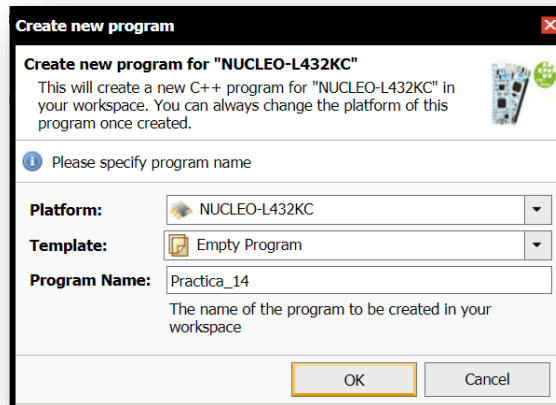 Create new program
Create new program for "NUCLEO-L432KC"
This will create a new C++ program for "NUCLEO-L432KC" in
your workspace. You can always change the platform of this
program once created.
Please specify program name
Platform: NUCLEO-L432KC
Template: Empty Program
Program Name: Practica_14
The name of the program to be created in your
workspace
OK Cancel